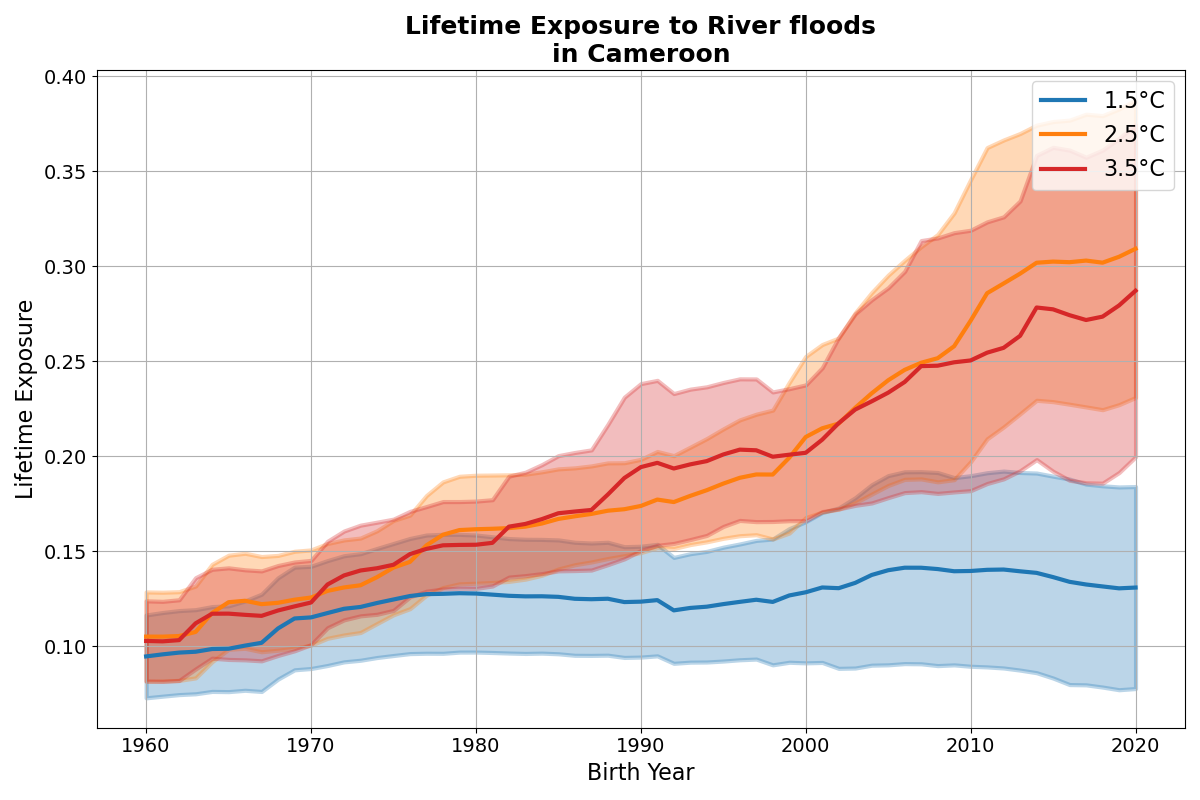 Lifetime Exposure to River floods
in Cameroon
0.40
0.35
0.30
0.25
0.20
0.15
0.10
Lifetime Exposure
1.5°C
2.5°C
3.5°C
1960 1970 1980 1990 2000 2010 2020
Birth Year